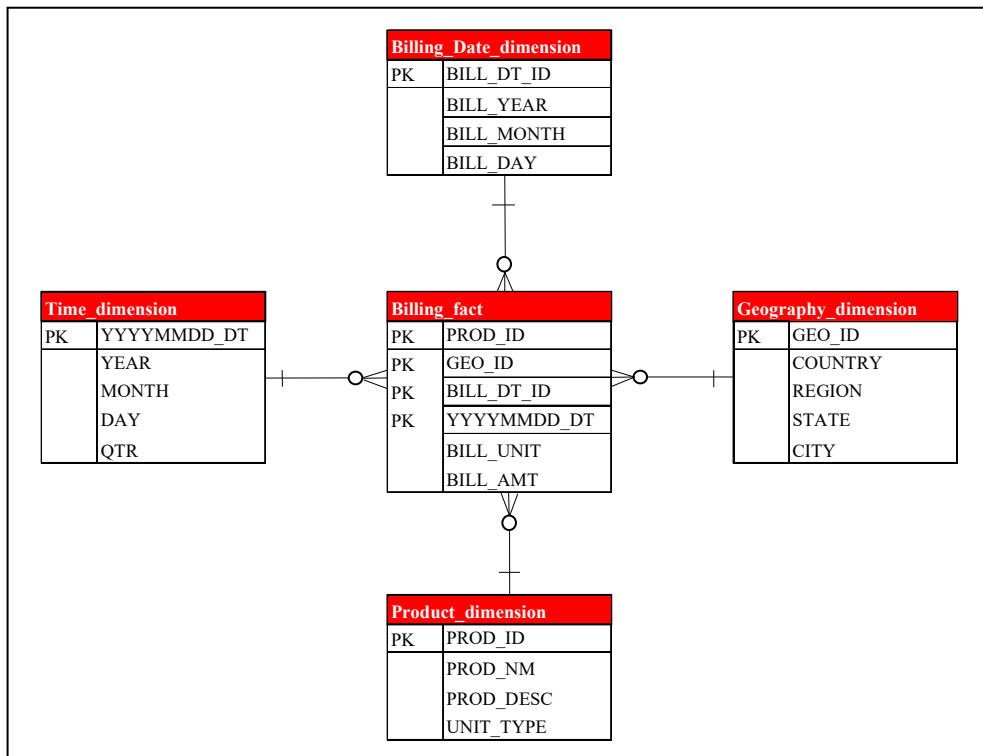 Billing_Date_dimension
PK BILL_DT_ID
BILL_YEAR
BILL_MONTH
BILL_DAY
Time_dimension
PK YYYYMMDD_DT
YEAR
MONTH
DAY
QTR
Billing_fact
PK PROD_ID
PK GEO_ID
PK BILL_DT_ID
PK YYYYMMDD_DT
BILL_UNIT
BILL_AMT
Geography_dimension
PK GEO_ID
COUNTRY
REGION
STATE
CITY
Product_dimension
PK PROD_ID
PROD_NM
PROD_DESC
UNIT_TYPE